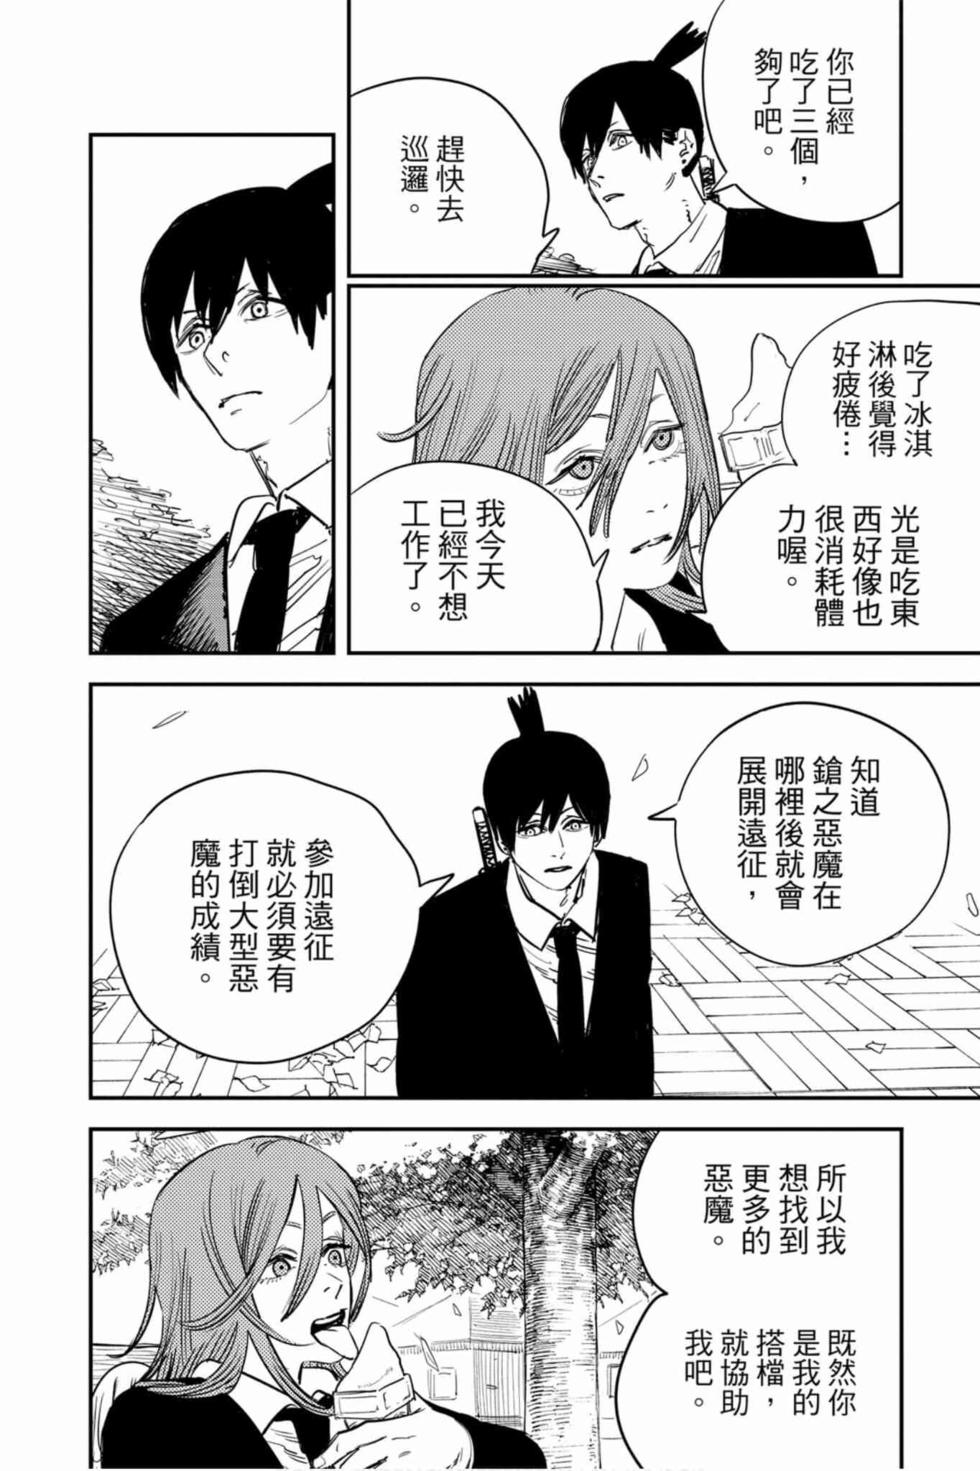 你已經
吃了三個，
夠了吧。
趕快去
巡邏。
吃了冰淇
淋後覺得
好疲倦…
光是吃東
西好像也
很消耗體
力喔。
我今天
已經不想
工作了。
知道
鎗之惡魔在
哪裡後就會
展開遠征，
參加遠征
就必須要有
打倒大型惡
魔的成績。
所以我
想找到
更多的
惡魔。
既然你
是我的
搭檔，
就協助
我吧。